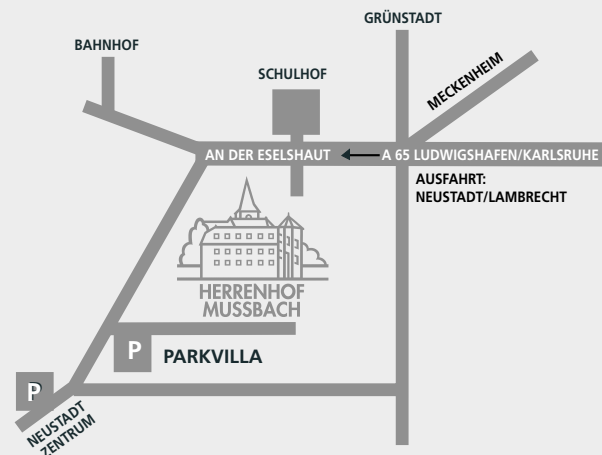 GRÜNSTADT
BAHNHOF
SCHULHOF
MECKENHEIM
AN DER ESELSHAUT
A 65 LUDWIGSHAFEN/KARLSRUHE
AUSFAHRT:
NEUSTADT/LAMBRECHT
HERRENHOF
MUSSBACH
P
PARKVILLA
P
NEUSTADT
ZENTRUM